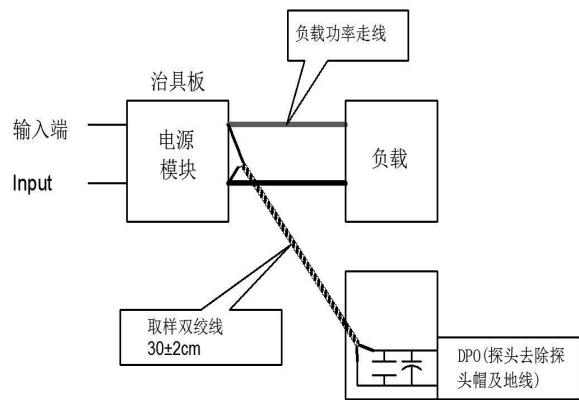 负载功率走线
治具板
输入端
Input
电源
模块
负载
取样双绞线
30±2cm
DPO(探头去除探
头帽及地线)